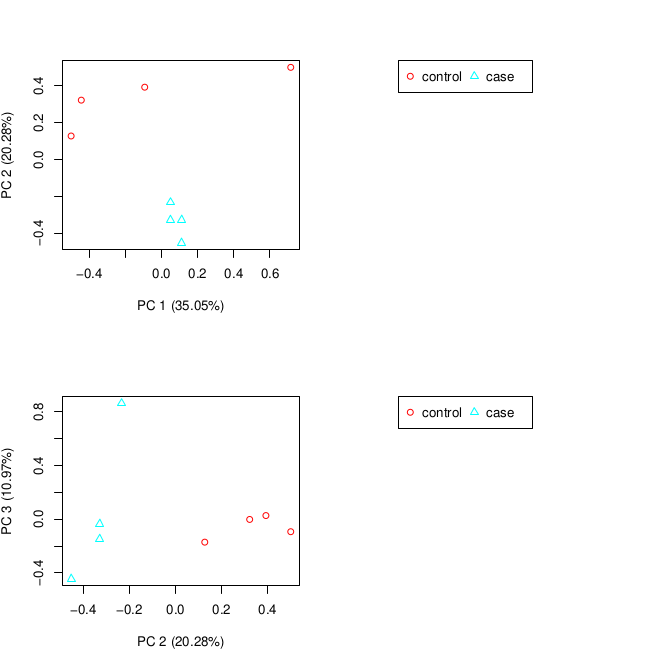 control case
0.4
0.2
0.0
−0.4
PC 2 (20.28%)
−0.4 0.0 0.2 0.4 0.6
PC 1 (35.05%)
control case
0.8
0.4
0.0
−0.4
PC 3 (10.97%)
−0.4 −0.2 0.0 0.2 0.4
PC 2 (20.28%)